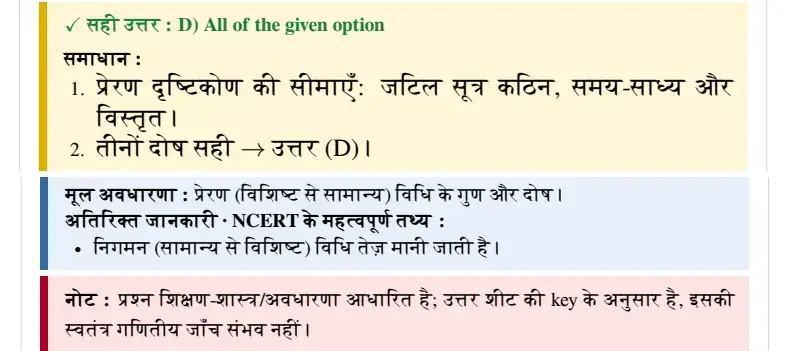 ✓ सही उत्तर : D) All of the given option
समाधान :
1. प्रेरण दृष्टिकोण की सीमाएँ: जटिल सूत्र कठिन, समय-साध्य और
विस्तृत।
2. तीनों दोष सही → उत्तर (D)।
मूल अवधारणा : प्रेरण (विशिष्ट से सामान्य) विधि के गुण और दोष।
अतिरिक्त जानकारी · NCERT के महत्वपूर्ण तथ्य :
• निगमन (सामान्य से विशिष्ट) विधि तेज़ मानी जाती है।
नोट : प्रश्न शिक्षण-शास्त्र/अवधारणा आधारित है; उत्तर शीट की key के अनुसार है, इसकी
स्वतंत्र गणितीय जाँच संभव नहीं।